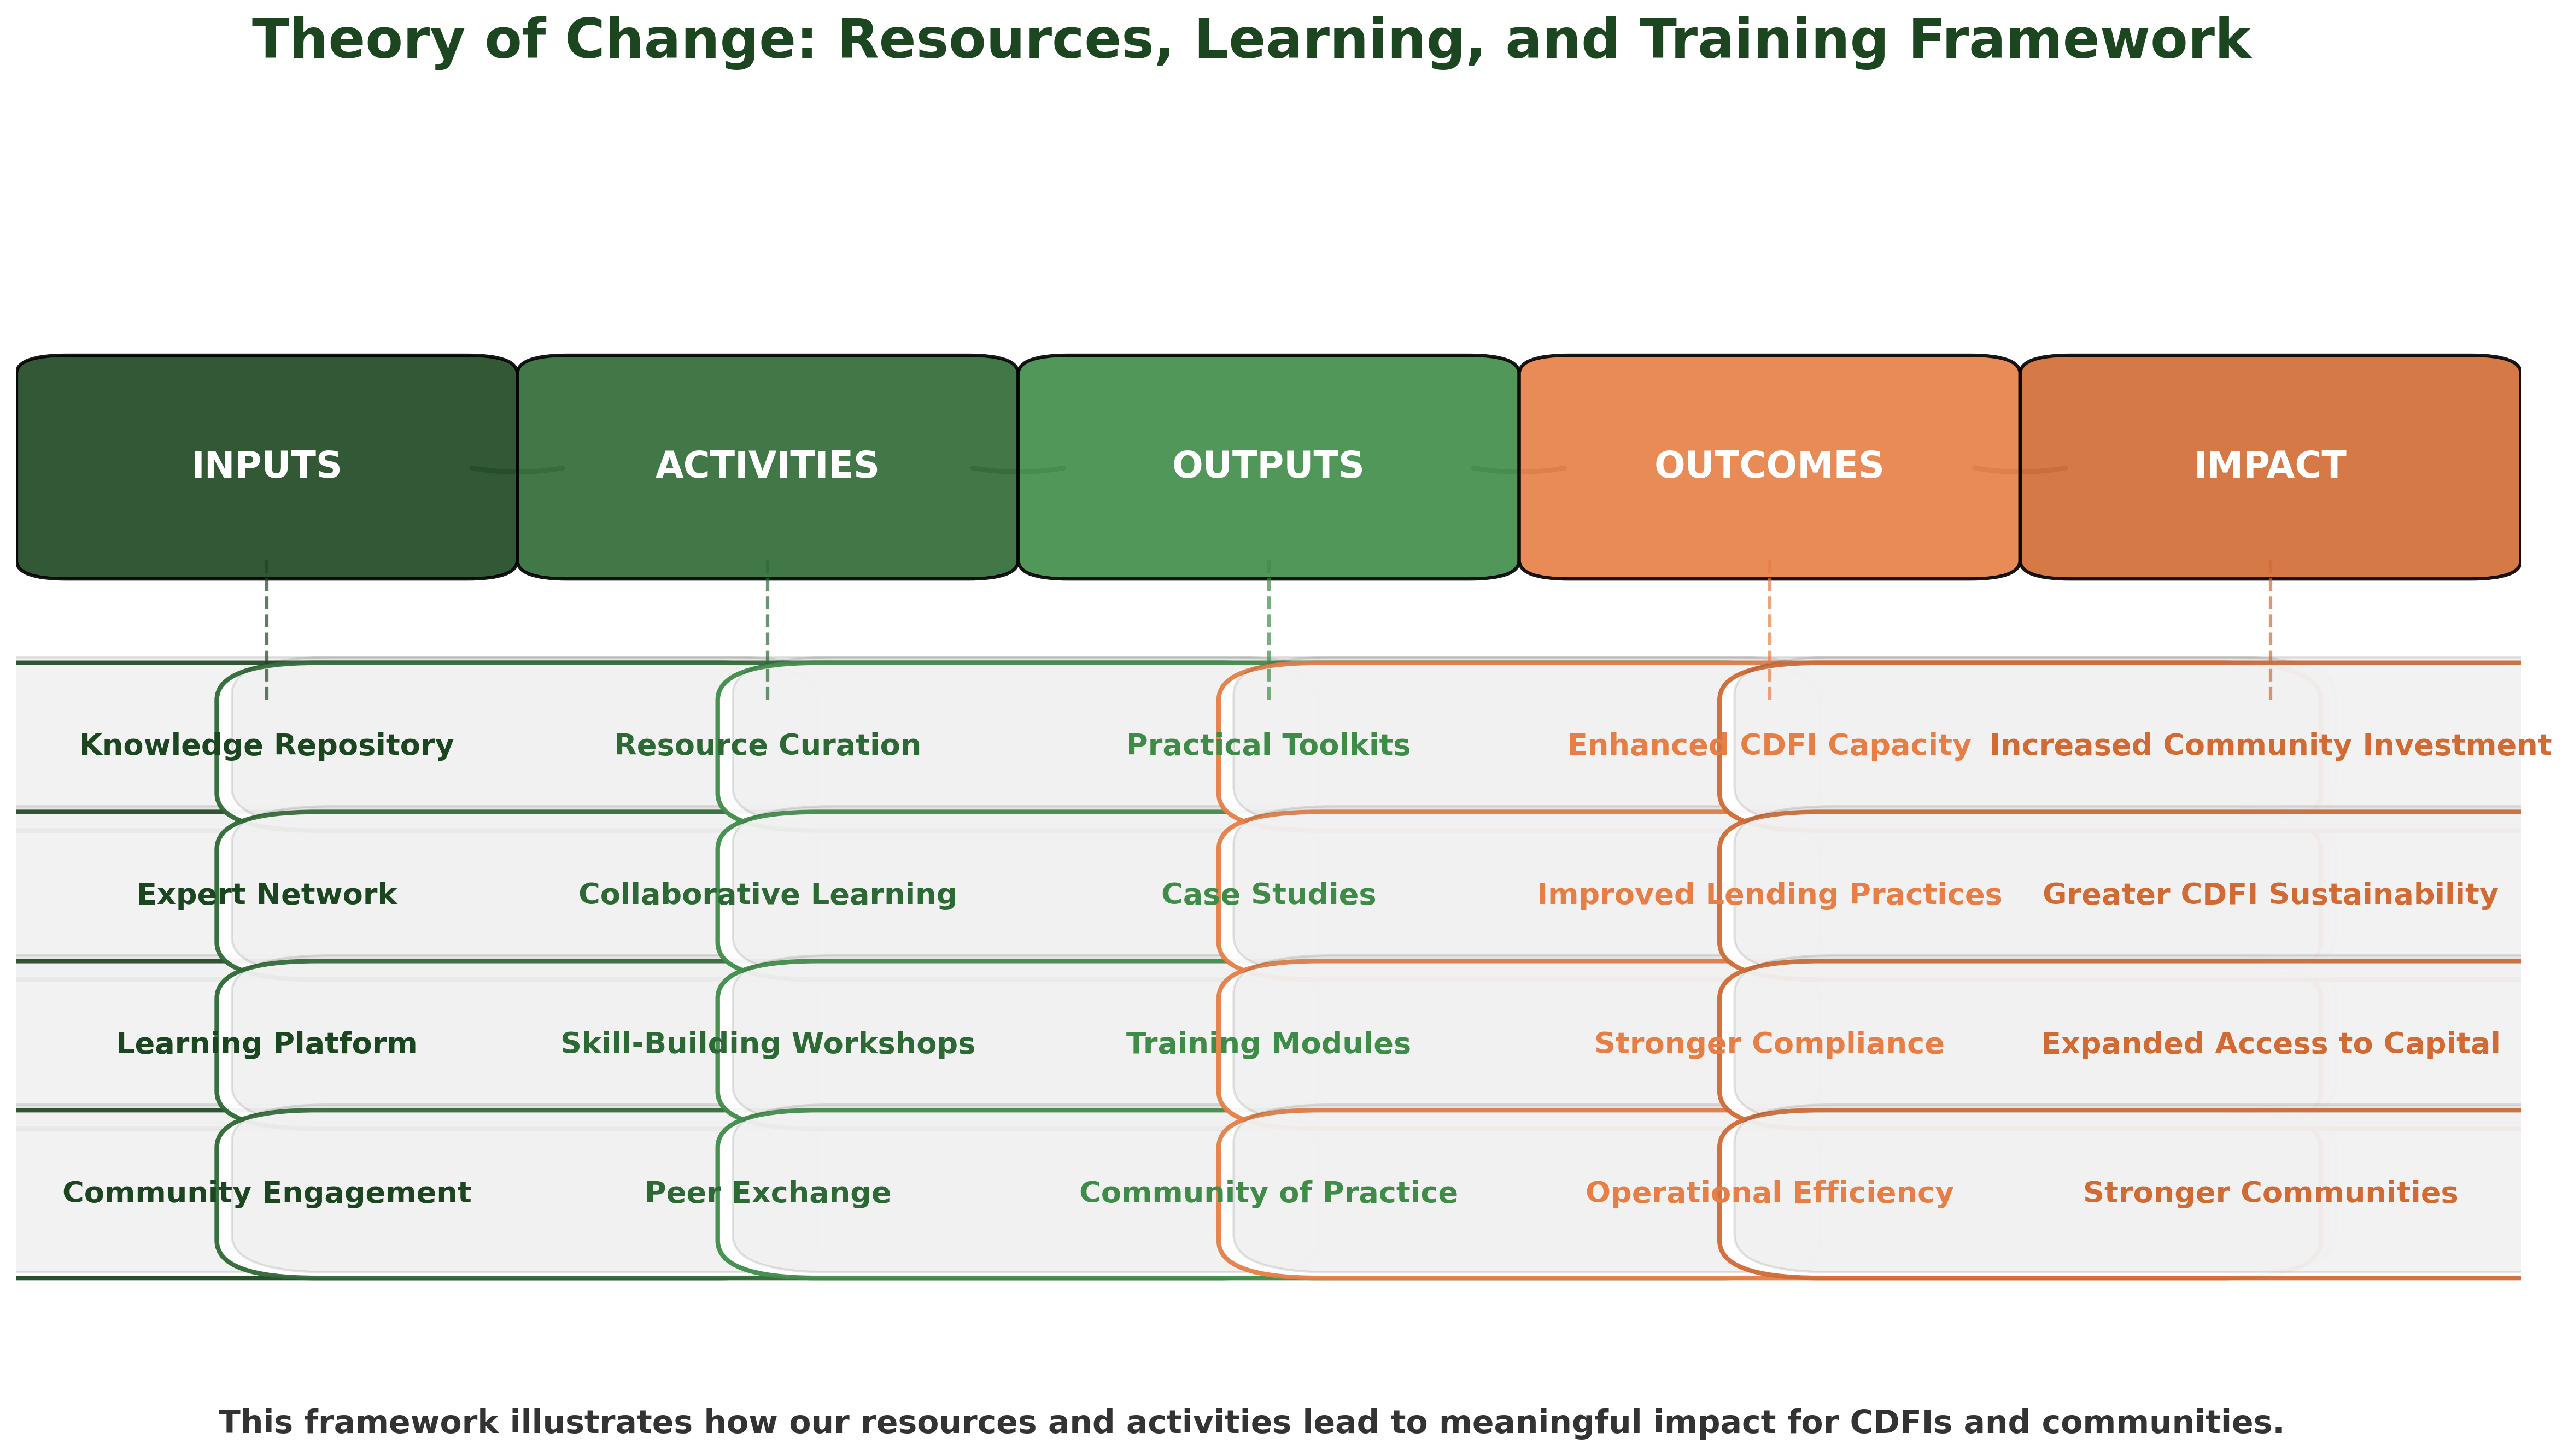 Theory of Change: Resources, Learning, and Training Framework
INPUTS
ACTIVITIES
OUTPUTS
OUTCOMES
IMPACT
Knowledge Repository
Resource Curation
Practical Toolkits
Enhanced CDFI Capacity
Increased Community Investment
Expert Network
Collaborative Learning
Case Studies
Improved Lending Practices
Greater CDFI Sustainability
Learning Platform
Skill-Building Workshops
Training Modules
Stronger Compliance
Expanded Access to Capital
Community Engagement
Peer Exchange
Community of Practice
Operational Efficiency
Stronger Communities
This framework illustrates how our resources and activities lead to meaningful impact for CDFIs and communities.